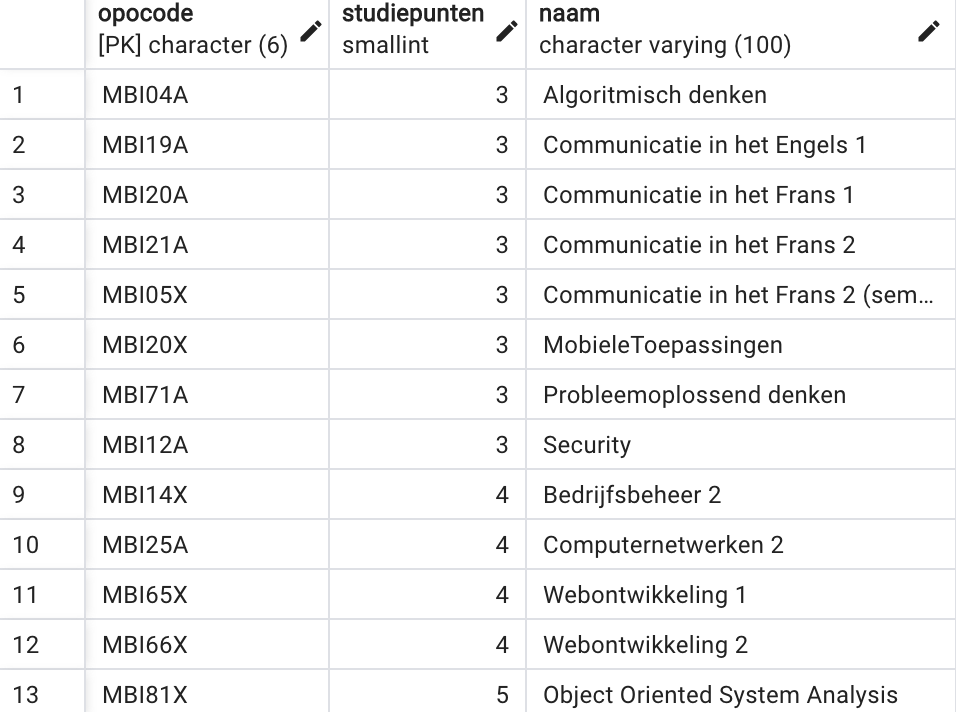 opocode studiepunten naam
[PK] character (6) smallint character varying (100)
1 MBI04A 3 Algoritmisch denken
2 MBI19A 3 Communicatie in het Engels 1
3 MBI20A 3 Communicatie in het Frans 1
4 MBI21A 3 Communicatie in het Frans 2
5 MBI05X 3 Communicatie in het Frans 2 (sem...
6 MBI20X 3 MobieleToepassingen
7 MBI71A 3 Probleemoplossend denken
8 MBI12A 3 Security
9 MBI14X 4 Bedrijfsbeheer 2
10 MBI25A 4 Computernetwerken 2
11 MBI65X 4 Webontwikkeling 1
12 MBI66X 4 Webontwikkeling 2
13 MBI81X 5 Object Oriented System Analysis